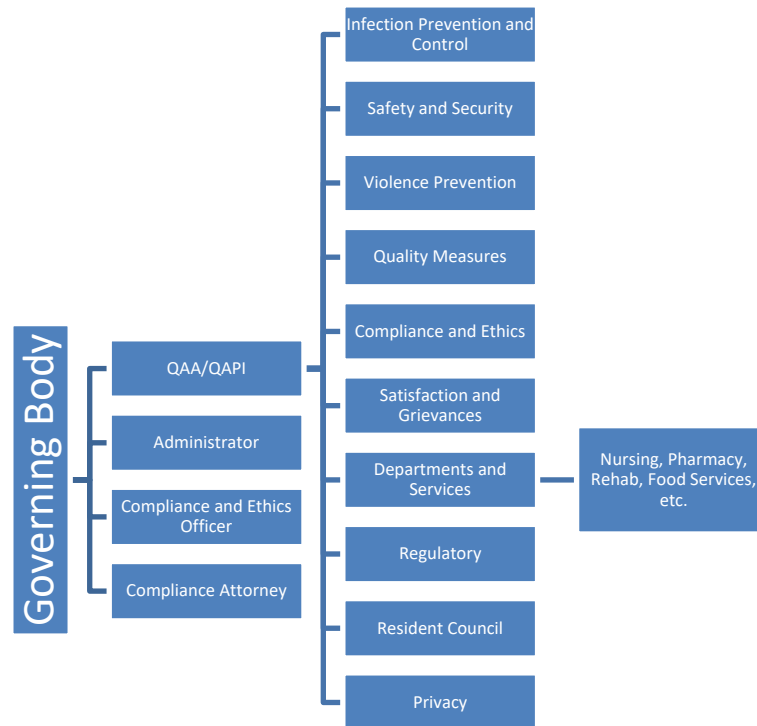 Governing Body
QAA/QAPI
Administrator
Compliance and Ethics
Officer
Compliance Attorney
Infection Prevention and
Control
Safety and Security
Violence Prevention
Quality Measures
Compliance and Ethics
Satisfaction and
Grievances
Departments and
Services
Regulatory
Resident Council
Privacy
Nursing, Pharmacy,
Rehab, Food Services,
etc.